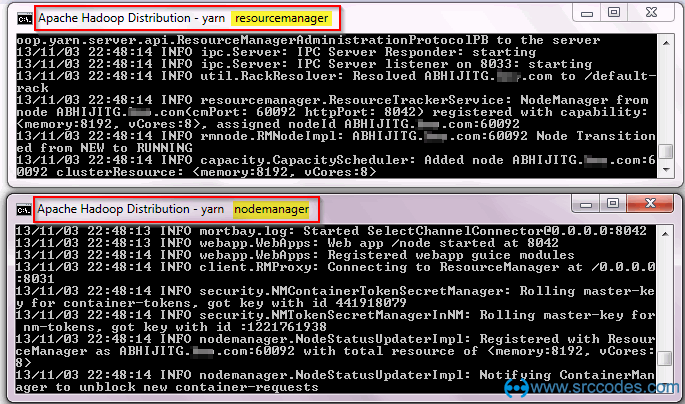 Apache Hadoop Distribution - yarn resourcemanager
oop.yarn.server.api.ResourceManagerAdministrationProtocolPB to the server
13/11/03 22:48:14 INFO ipc.Server: IPC Server Responder: starting
13/11/03 22:48:14 INFO ipc.Server: IPC Server listener on 8033: starting
13/11/03 22:48:14 INFO util.RackResolver: Resolved ABHIJITG. .com to /default-
rack
13/11/03 22:48:14 INFO resourcemanager.ResourceTrackerService: NodeManager from
node ABHIJITG. .com(cmPort: 60092 httpPort: 8042) registered with capability:
<memory:8192, vCores:8>, assigned nodeId ABHIJITG. .com:60092
13/11/03 22:48:14 INFO rmnode.RMNodeImpl: ABHIJITG. .com:60092 Node Transition
ed from NEW to RUNNING
13/11/03 22:48:14 INFO capacity.CapacityScheduler: Added node ABHIJITG. .com:6
0092 clusterResource: <memory:8192, vCores:8>
Apache Hadoop Distribution - yarn nodemanager
13/11/03 22:48:13 INFO mortbay.log: Started SelectChannelConnector@0.0.0.0:8042
13/11/03 22:48:13 INFO webapp.WebApps: Web app /node started at 8042
13/11/03 22:48:14 INFO webapp.WebApps: Registered webapp guice modules
13/11/03 22:48:14 INFO client.RMProxy: Connecting to ResourceManager at /0.0.0.0
:8031
13/11/03 22:48:14 INFO security.NMContainerTokenSecretManager: Rolling master-ke
y for container-tokens, got key with id 441918079
13/11/03 22:48:14 INFO security.NMTokenSecretManagerInNM: Rolling master-key for
nm-tokens, got key with id :1221761938
13/11/03 22:48:14 INFO nodemanager.NodeStatusUpdaterImpl: Registered with Resour
ceManager as ABHIJITG. .com:60092 with total resource of <memory:8192, vCores:
8>
13/11/03 22:48:14 INFO nodemanager.NodeStatusUpdaterImpl: Notifying ContainerMan
ager to unblock new container-requests
www.srccodes.com